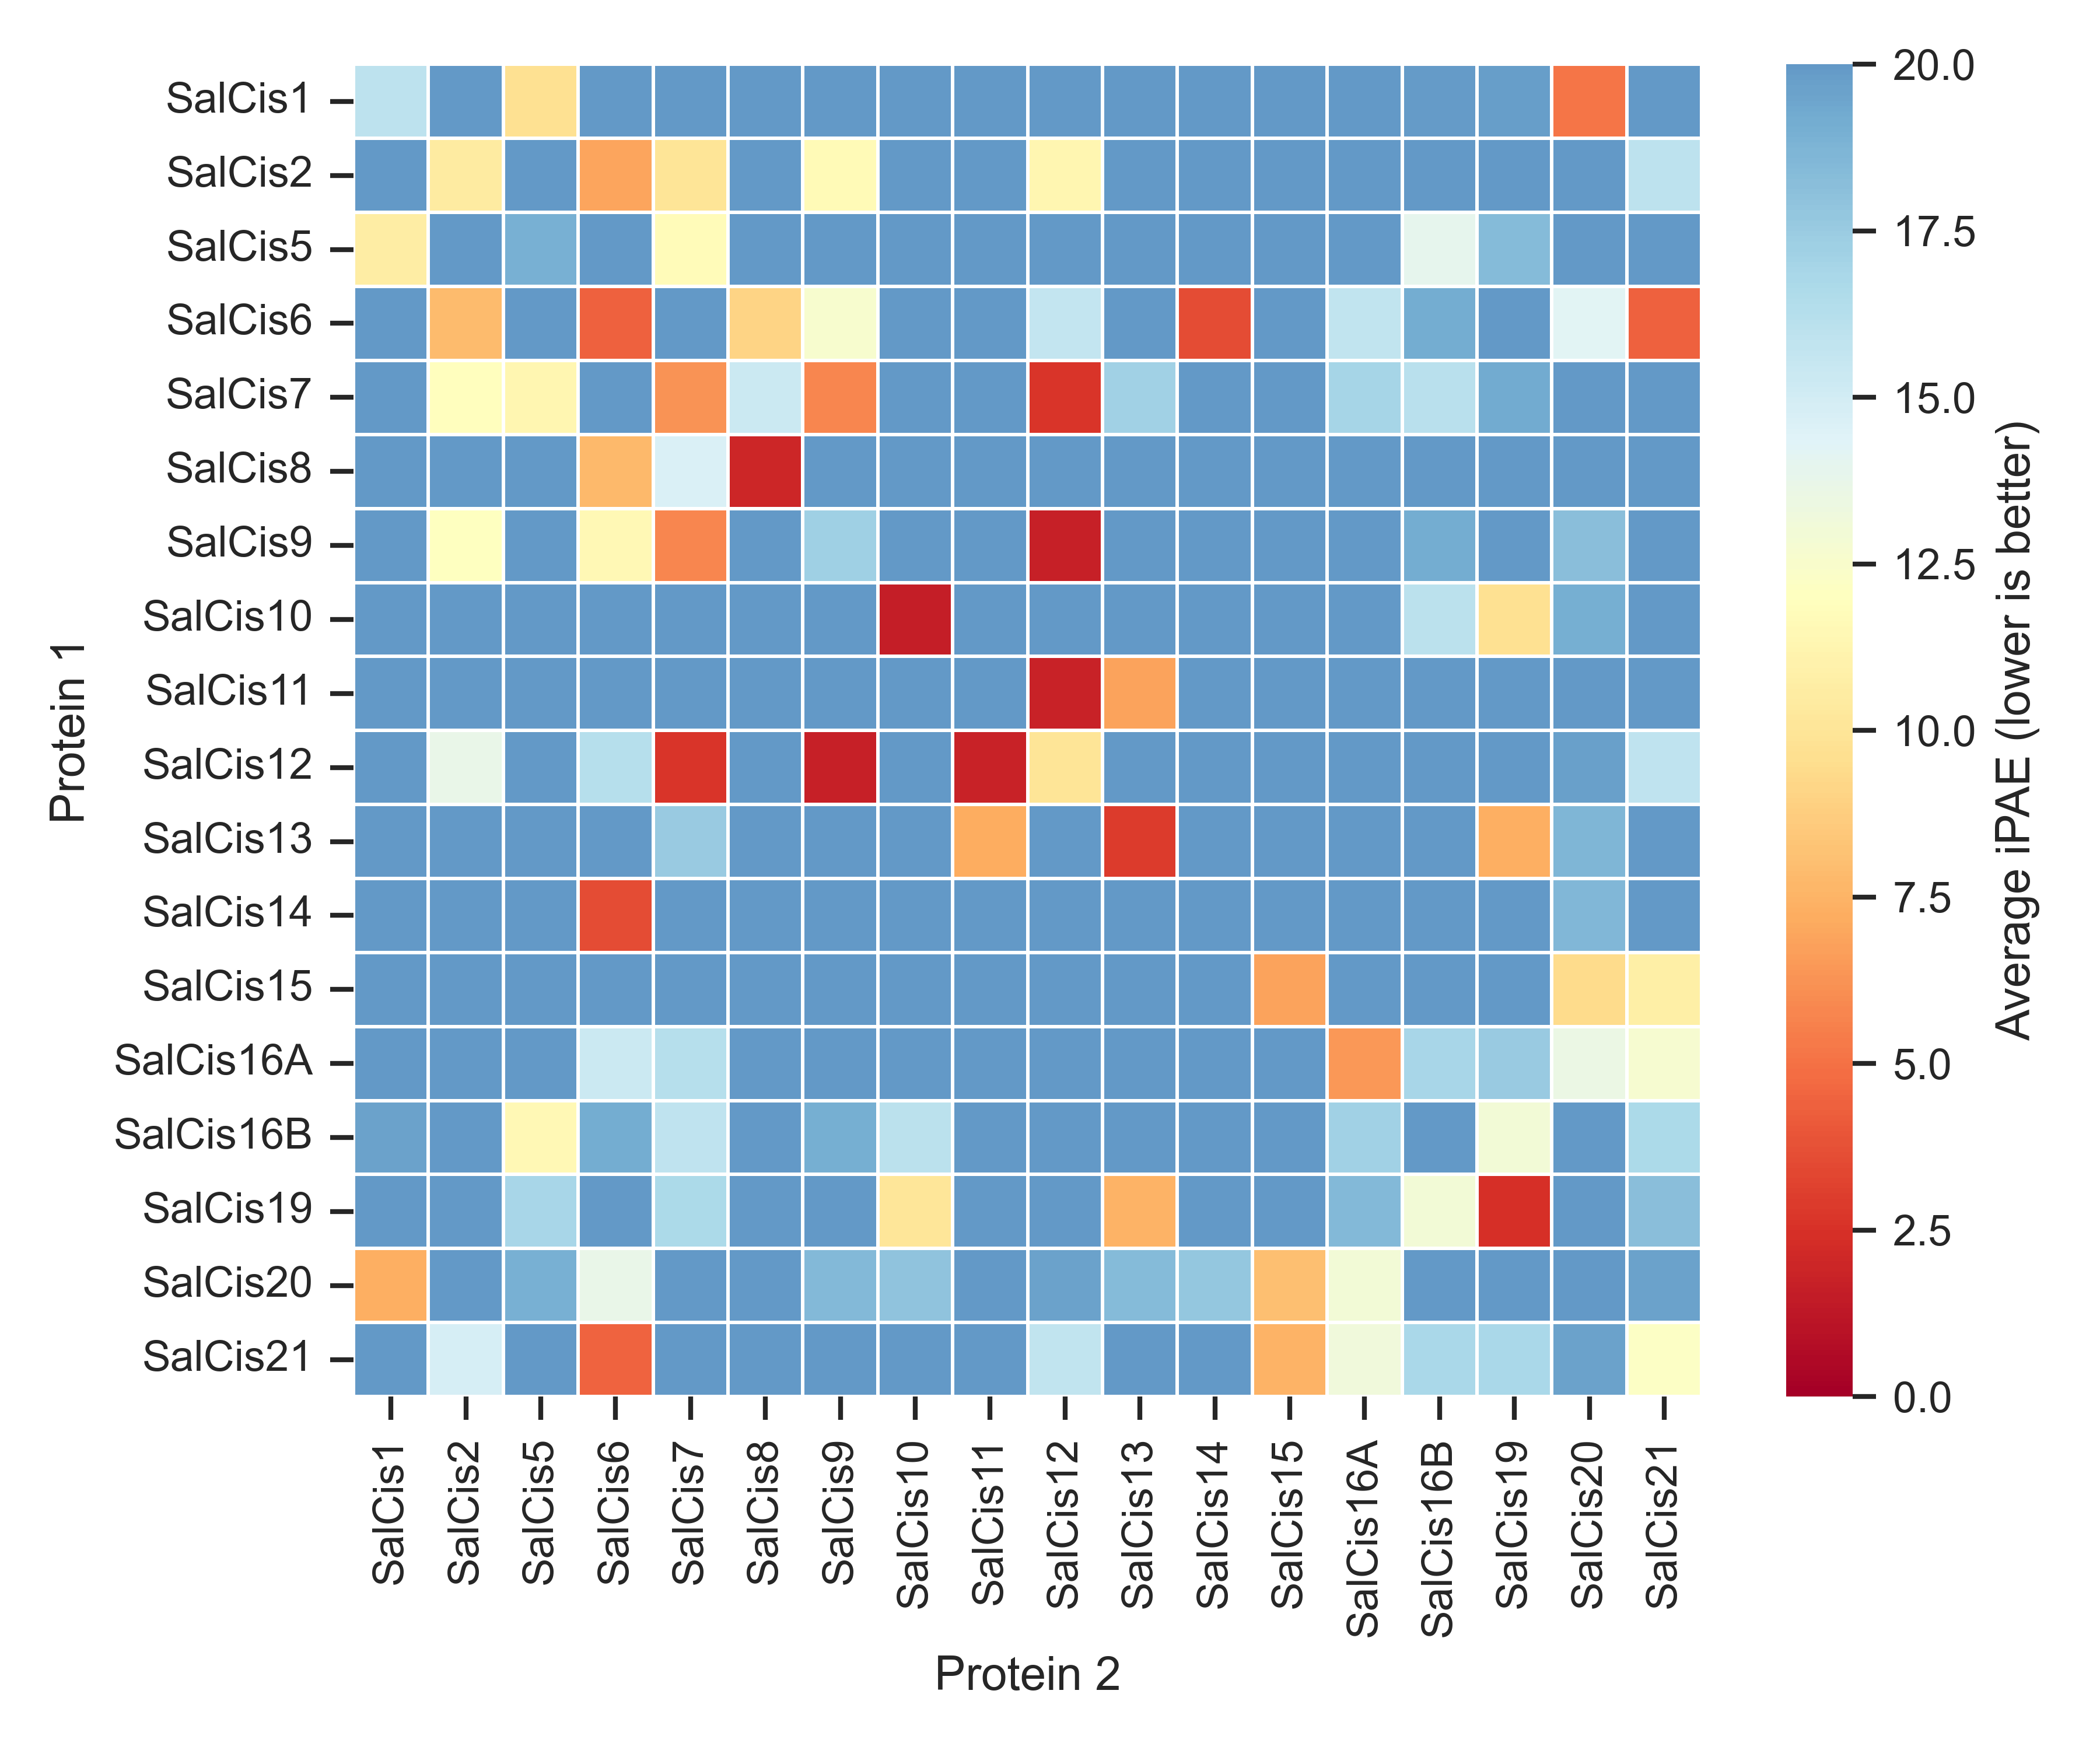 SalCis1
SalCis2
SalCis5
SalCis6
SalCis7
SalCis8
SalCis9
SalCis10
SalCis11
SalCis12
SalCis13
SalCis14
SalCis15
SalCis16A
SalCis16B
SalCis19
SalCis20
SalCis21
Protein 1
SalCis1
SalCis2
SalCis5
SalCis6
SalCis7
SalCis8
SalCis9
SalCis10
SalCis11
SalCis12
SalCis13
SalCis14
SalCis15
SalCis16A
SalCis16B
SalCis19
SalCis20
SalCis21
Protein 2
20.0
17.5
15.0
12.5
10.0
7.5
5.0
2.5
0.0
Average iPAE (lower is better)